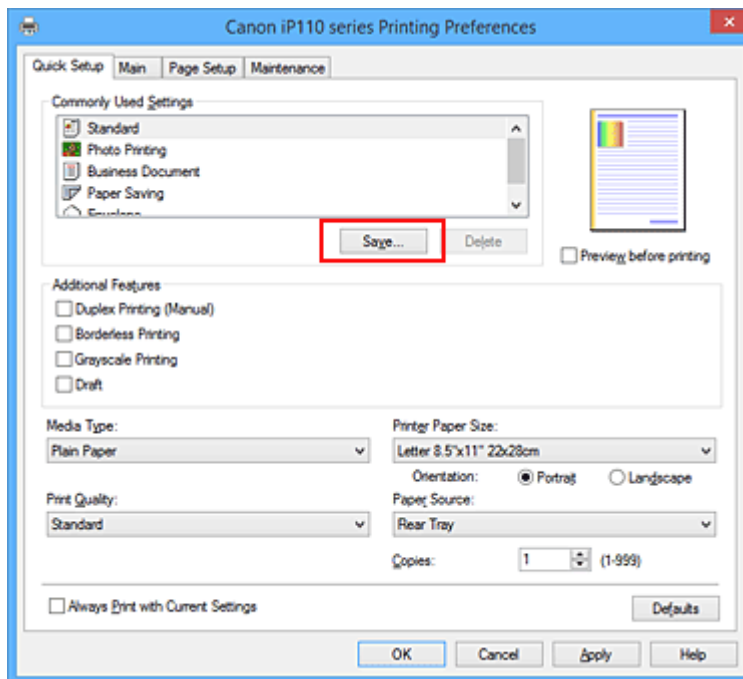 Canon iP110 series Printing Preferences
Quick Setup Main Page Setup Maintenance
Commonly Used Settings
Standard
Photo Printing
Business Document
Paper Saving
Envelope
Save... Delete
Preview before printing
Additional Features
Duplex Printing (Manual)
Borderless Printing
Grayscale Printing
Draft
Media Type: Printer Paper Size:
Plain Paper Letter 8.5"x11" 22x28cm
Orientation: Portrait Landscape
Print Quality: Paper Source:
Standard Rear Tray
Copies: 1 (1-999)
Always Print with Current Settings Defaults
OK Cancel Apply Help